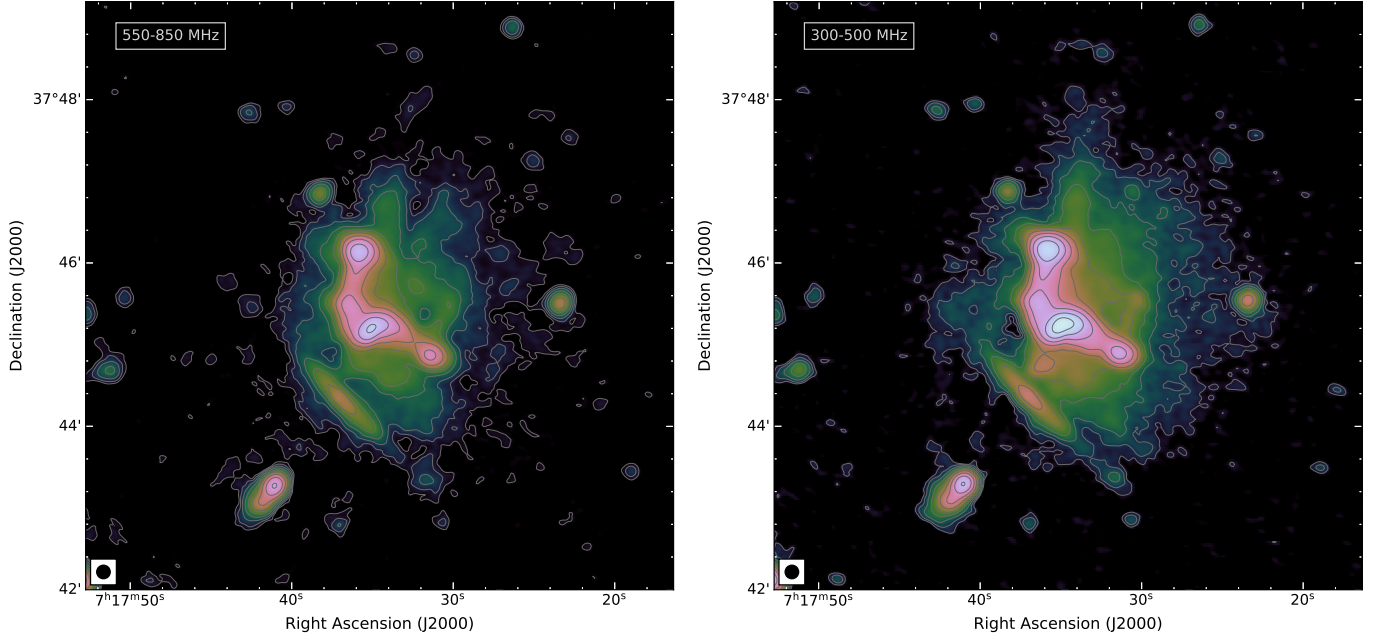 550-850 MHz
37°48'
46'
44'
42'
Declination (J2000)
7ʰ17ᵐ50ˢ
40ˢ
30ˢ
20ˢ
Right Ascension (J2000)
300-500 MHz
37°48'
46'
44'
42'
Declination (J2000)
7ʰ17ᵐ50ˢ
40ˢ
30ˢ
20ˢ
Right Ascension (J2000)